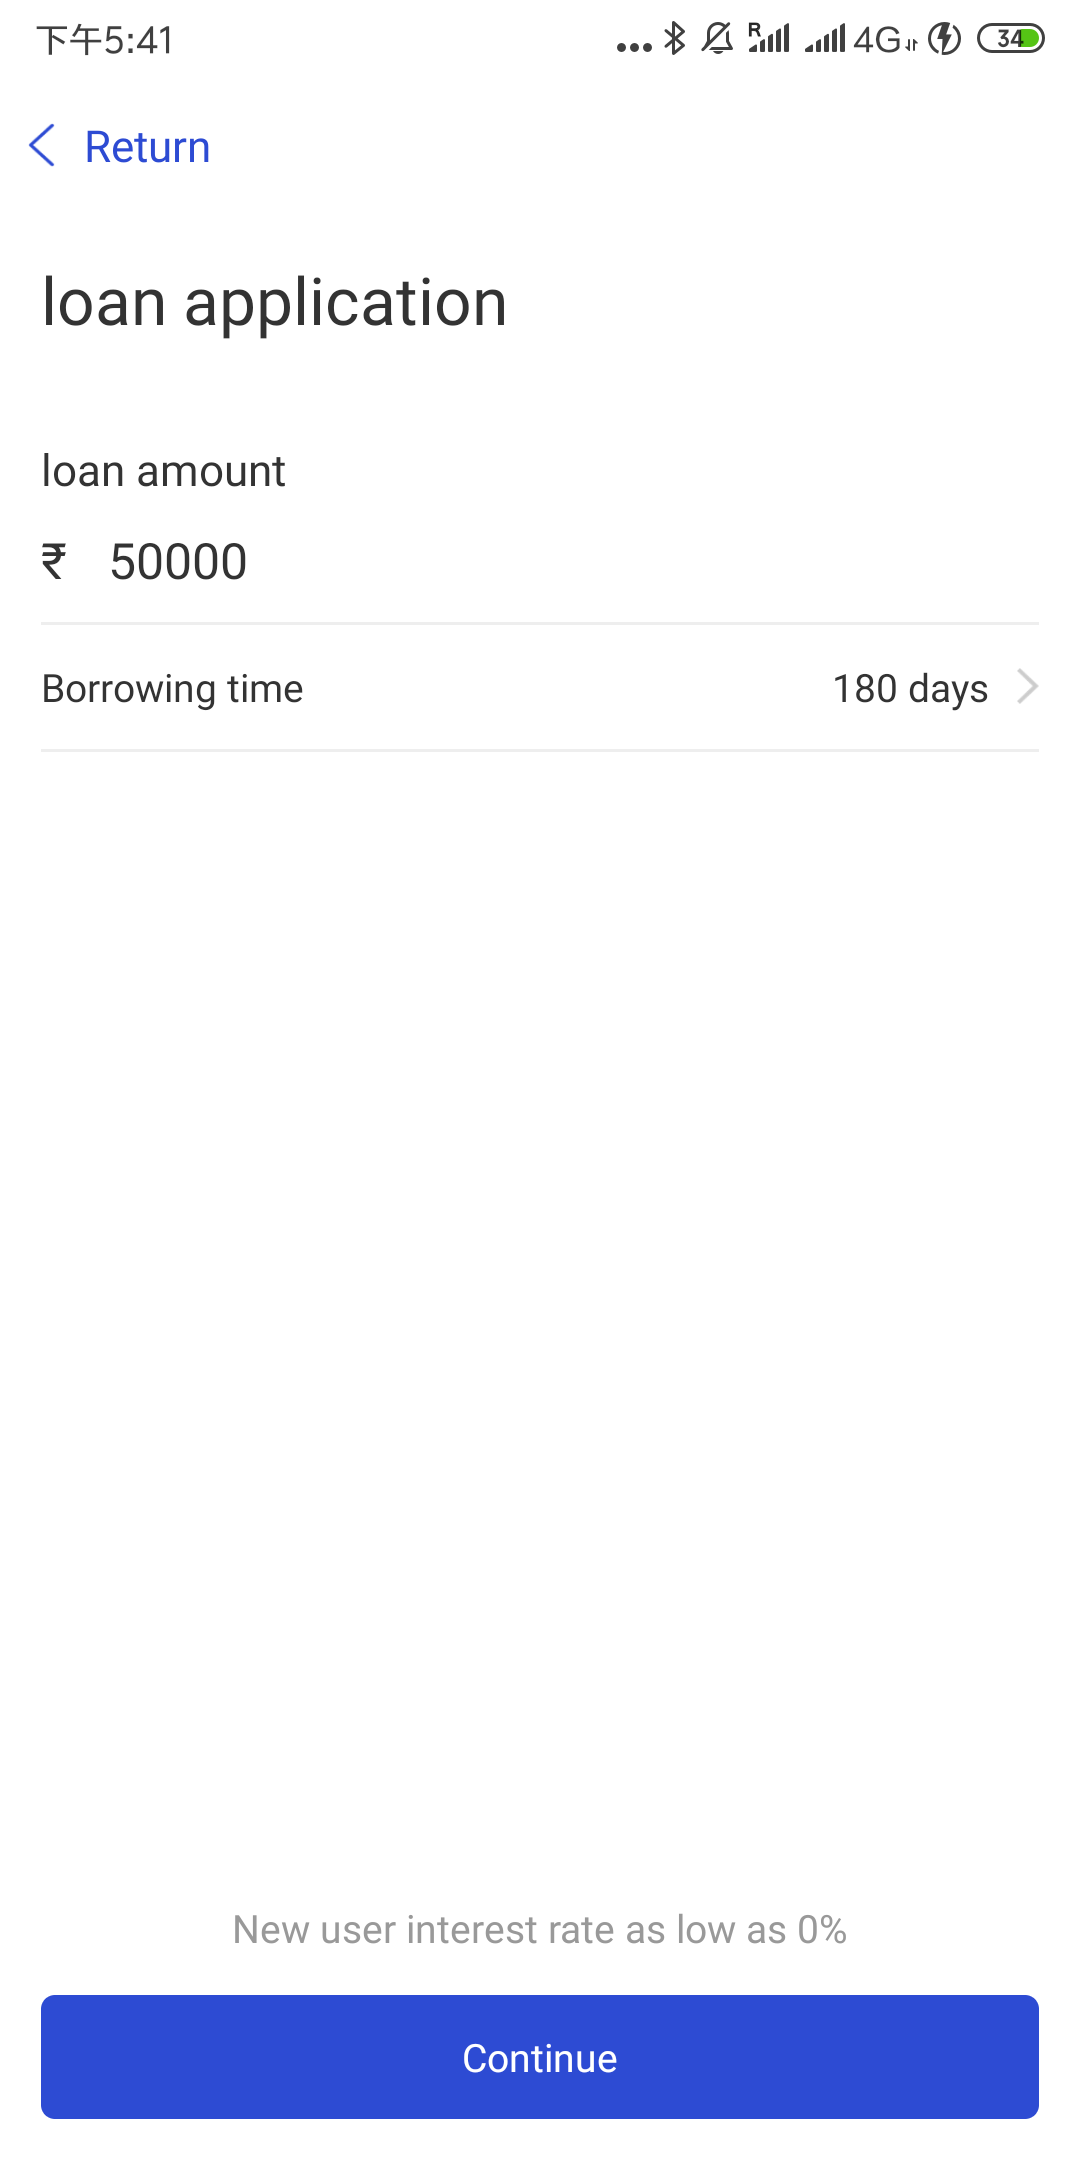 下午5:41
R 4G 34
Return
loan application
loan amount
₹ 50000
Borrowing time 180 days
New user interest rate as low as 0%
Continue